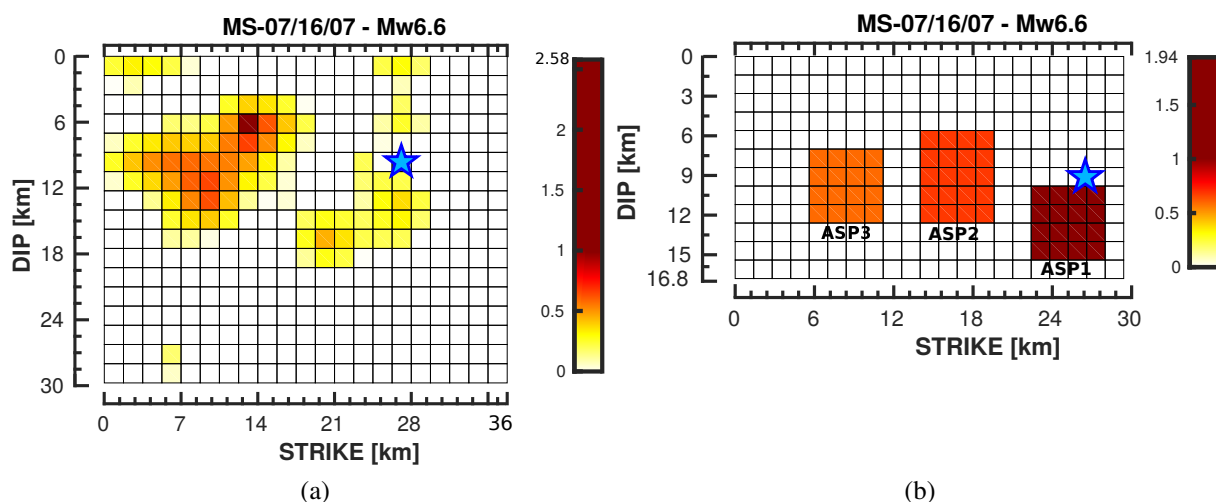 MS-07/16/07 - Mw6.6
2.58
2
1.5
1
0.5
0
0
6
12
18
24
30
DIP [km]
0 7 14 21 28 36
STRIKE [km]
(a)
MS-07/16/07 - Mw6.6
1.94
1.5
1
0.5
0
0
3
6
9
12
15
16.8
DIP [km]
ASP3
ASP2
ASP1
0 6 12 18 24 30
STRIKE [km]
(b)